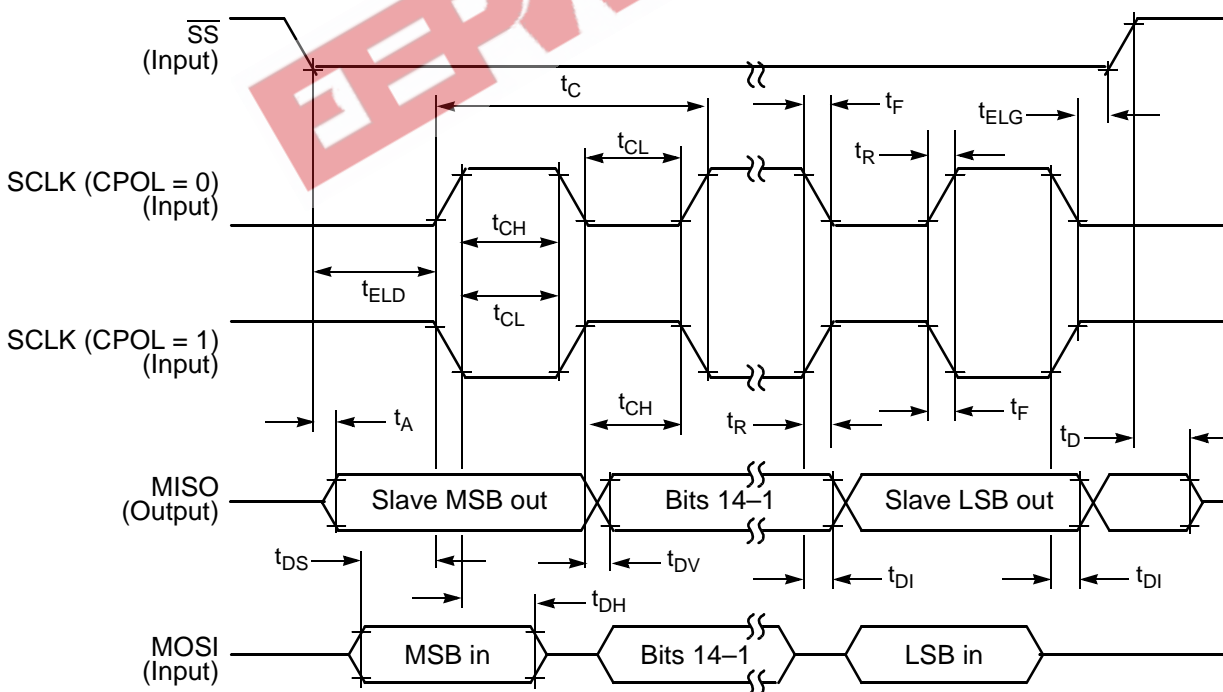 SS
(Input)
tC
tF
tELG
tCL
tR
SCLK (CPOL = 0)
(Input)
tCH
tELD
tCL
SCLK (CPOL = 1)
(Input)
tCH
tA
tR
tF
tD
MISO
(Output)
Slave MSB out
Bits 14–1
Slave LSB out
tDS
tDV
tDI
tDI
tDH
MOSI
(Input)
MSB in
Bits 14–1
LSB in